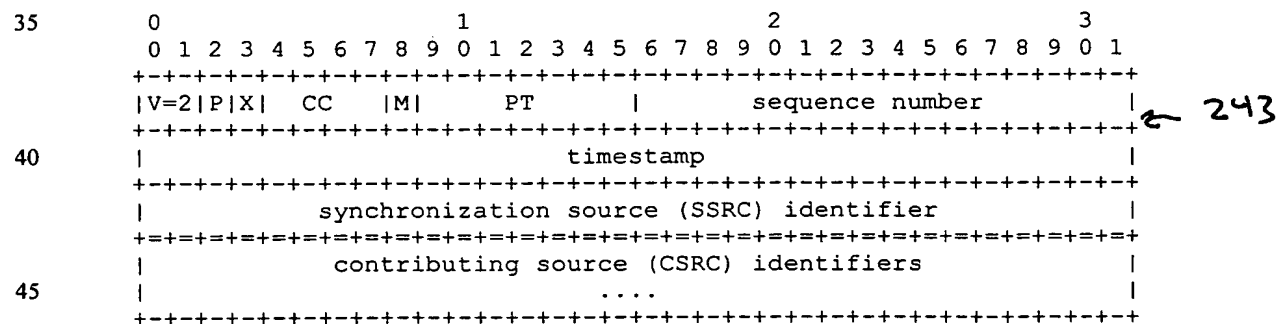 35 0                   1                   2                   3
0 1 2 3 4 5 6 7 8 9 0 1 2 3 4 5 6 7 8 9 0 1 2 3 4 5 6 7 8 9 0 1
+-+-+-+-+-+-+-+-+-+-+-+-+-+-+-+-+-+-+-+-+-+-+-+-+-+-+-+-+-+-+-+-+
|V=2|P|X|  CC   |M|     PT      |       sequence number         |
+-+-+-+-+-+-+-+-+-+-+-+-+-+-+-+-+-+-+-+-+-+-+-+-+-+-+-+-+-+-+-+-+ ← 243
40 |                           timestamp                           |
+-+-+-+-+-+-+-+-+-+-+-+-+-+-+-+-+-+-+-+-+-+-+-+-+-+-+-+-+-+-+-+-+
|           synchronization source (SSRC) identifier            |
+=+=+=+=+=+=+=+=+=+=+=+=+=+=+=+=+=+=+=+=+=+=+=+=+=+=+=+=+=+=+=+=+
|            contributing source (CSRC) identifiers             |
45 |                             ....                              |
+-+-+-+-+-+-+-+-+-+-+-+-+-+-+-+-+-+-+-+-+-+-+-+-+-+-+-+-+-+-+-+-+